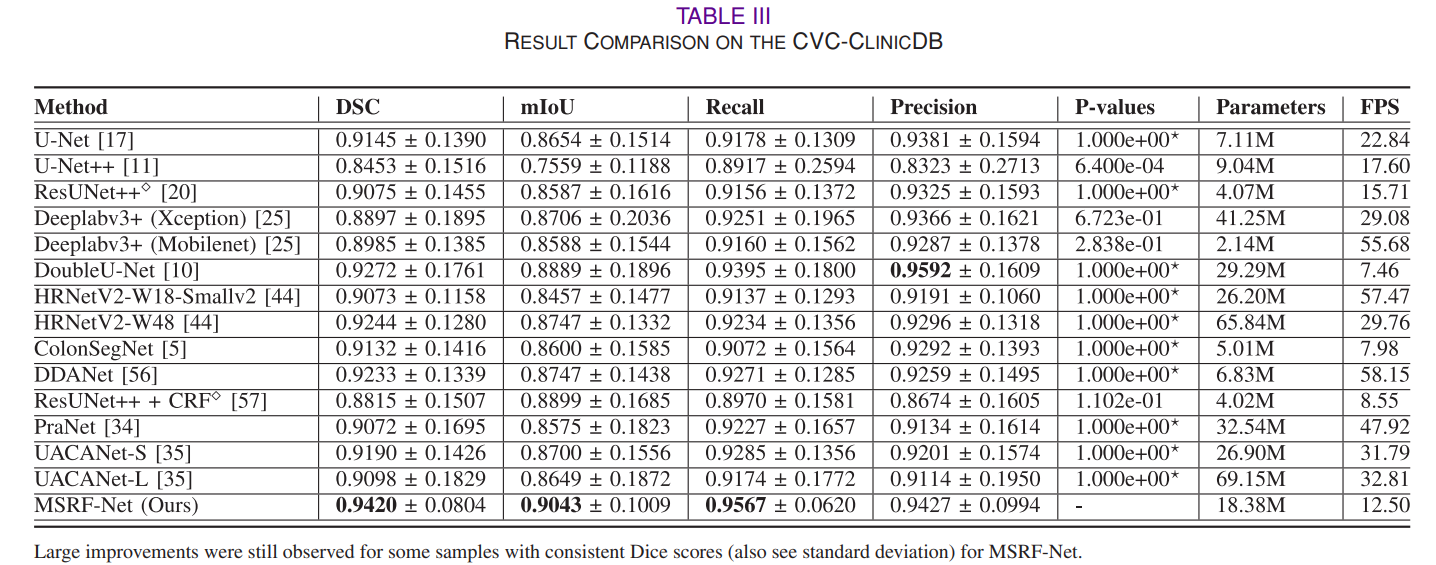 TABLE III
RESULT COMPARISON ON THE CVC-CLINICDB
Method DSC mIoU Recall Precision P-values Parameters FPS
U-Net [17] 0.9145 ± 0.1390 0.8654 ± 0.1514 0.9178 ± 0.1309 0.9381 ± 0.1594 1.000e+00* 7.11M 22.84
U-Net++ [11] 0.8453 ± 0.1516 0.7559 ± 0.1188 0.8917 ± 0.2594 0.8323 ± 0.2713 6.400e-04 9.04M 17.60
ResUNet++◇ [20] 0.9075 ± 0.1455 0.8587 ± 0.1616 0.9156 ± 0.1372 0.9325 ± 0.1593 1.000e+00* 4.07M 15.71
Deeplabv3+ (Xception) [25] 0.8897 ± 0.1895 0.8706 ± 0.2036 0.9251 ± 0.1965 0.9366 ± 0.1621 6.723e-01 41.25M 29.08
Deeplabv3+ (Mobilenet) [25] 0.8985 ± 0.1385 0.8588 ± 0.1544 0.9160 ± 0.1562 0.9287 ± 0.1378 2.838e-01 2.14M 55.68
DoubleU-Net [10] 0.9272 ± 0.1761 0.8889 ± 0.1896 0.9395 ± 0.1800 0.9592 ± 0.1609 1.000e+00* 29.29M 7.46
HRNetV2-W18-Smallv2 [44] 0.9073 ± 0.1158 0.8457 ± 0.1477 0.9137 ± 0.1293 0.9191 ± 0.1060 1.000e+00* 26.20M 57.47
HRNetV2-W48 [44] 0.9244 ± 0.1280 0.8747 ± 0.1332 0.9234 ± 0.1356 0.9296 ± 0.1318 1.000e+00* 65.84M 29.76
ColonSegNet [5] 0.9132 ± 0.1416 0.8600 ± 0.1585 0.9072 ± 0.1564 0.9292 ± 0.1393 1.000e+00* 5.01M 7.98
DDANet [56] 0.9233 ± 0.1339 0.8747 ± 0.1438 0.9271 ± 0.1285 0.9259 ± 0.1495 1.000e+00* 6.83M 58.15
ResUNet++ + CRF◇ [57] 0.8815 ± 0.1507 0.8899 ± 0.1685 0.8970 ± 0.1581 0.8674 ± 0.1605 1.102e-01 4.02M 8.55
PraNet [34] 0.9072 ± 0.1695 0.8575 ± 0.1823 0.9227 ± 0.1657 0.9134 ± 0.1614 1.000e+00* 32.54M 47.92
UACANet-S [35] 0.9190 ± 0.1426 0.8700 ± 0.1556 0.9285 ± 0.1356 0.9201 ± 0.1574 1.000e+00* 26.90M 31.79
UACANet-L [35] 0.9098 ± 0.1829 0.8649 ± 0.1872 0.9174 ± 0.1772 0.9114 ± 0.1950 1.000e+00* 69.15M 32.81
MSRF-Net (Ours) 0.9420 ± 0.0804 0.9043 ± 0.1009 0.9567 ± 0.0620 0.9427 ± 0.0994 - 18.38M 12.50
Large improvements were still observed for some samples with consistent Dice scores (also see standard deviation) for MSRF-Net.